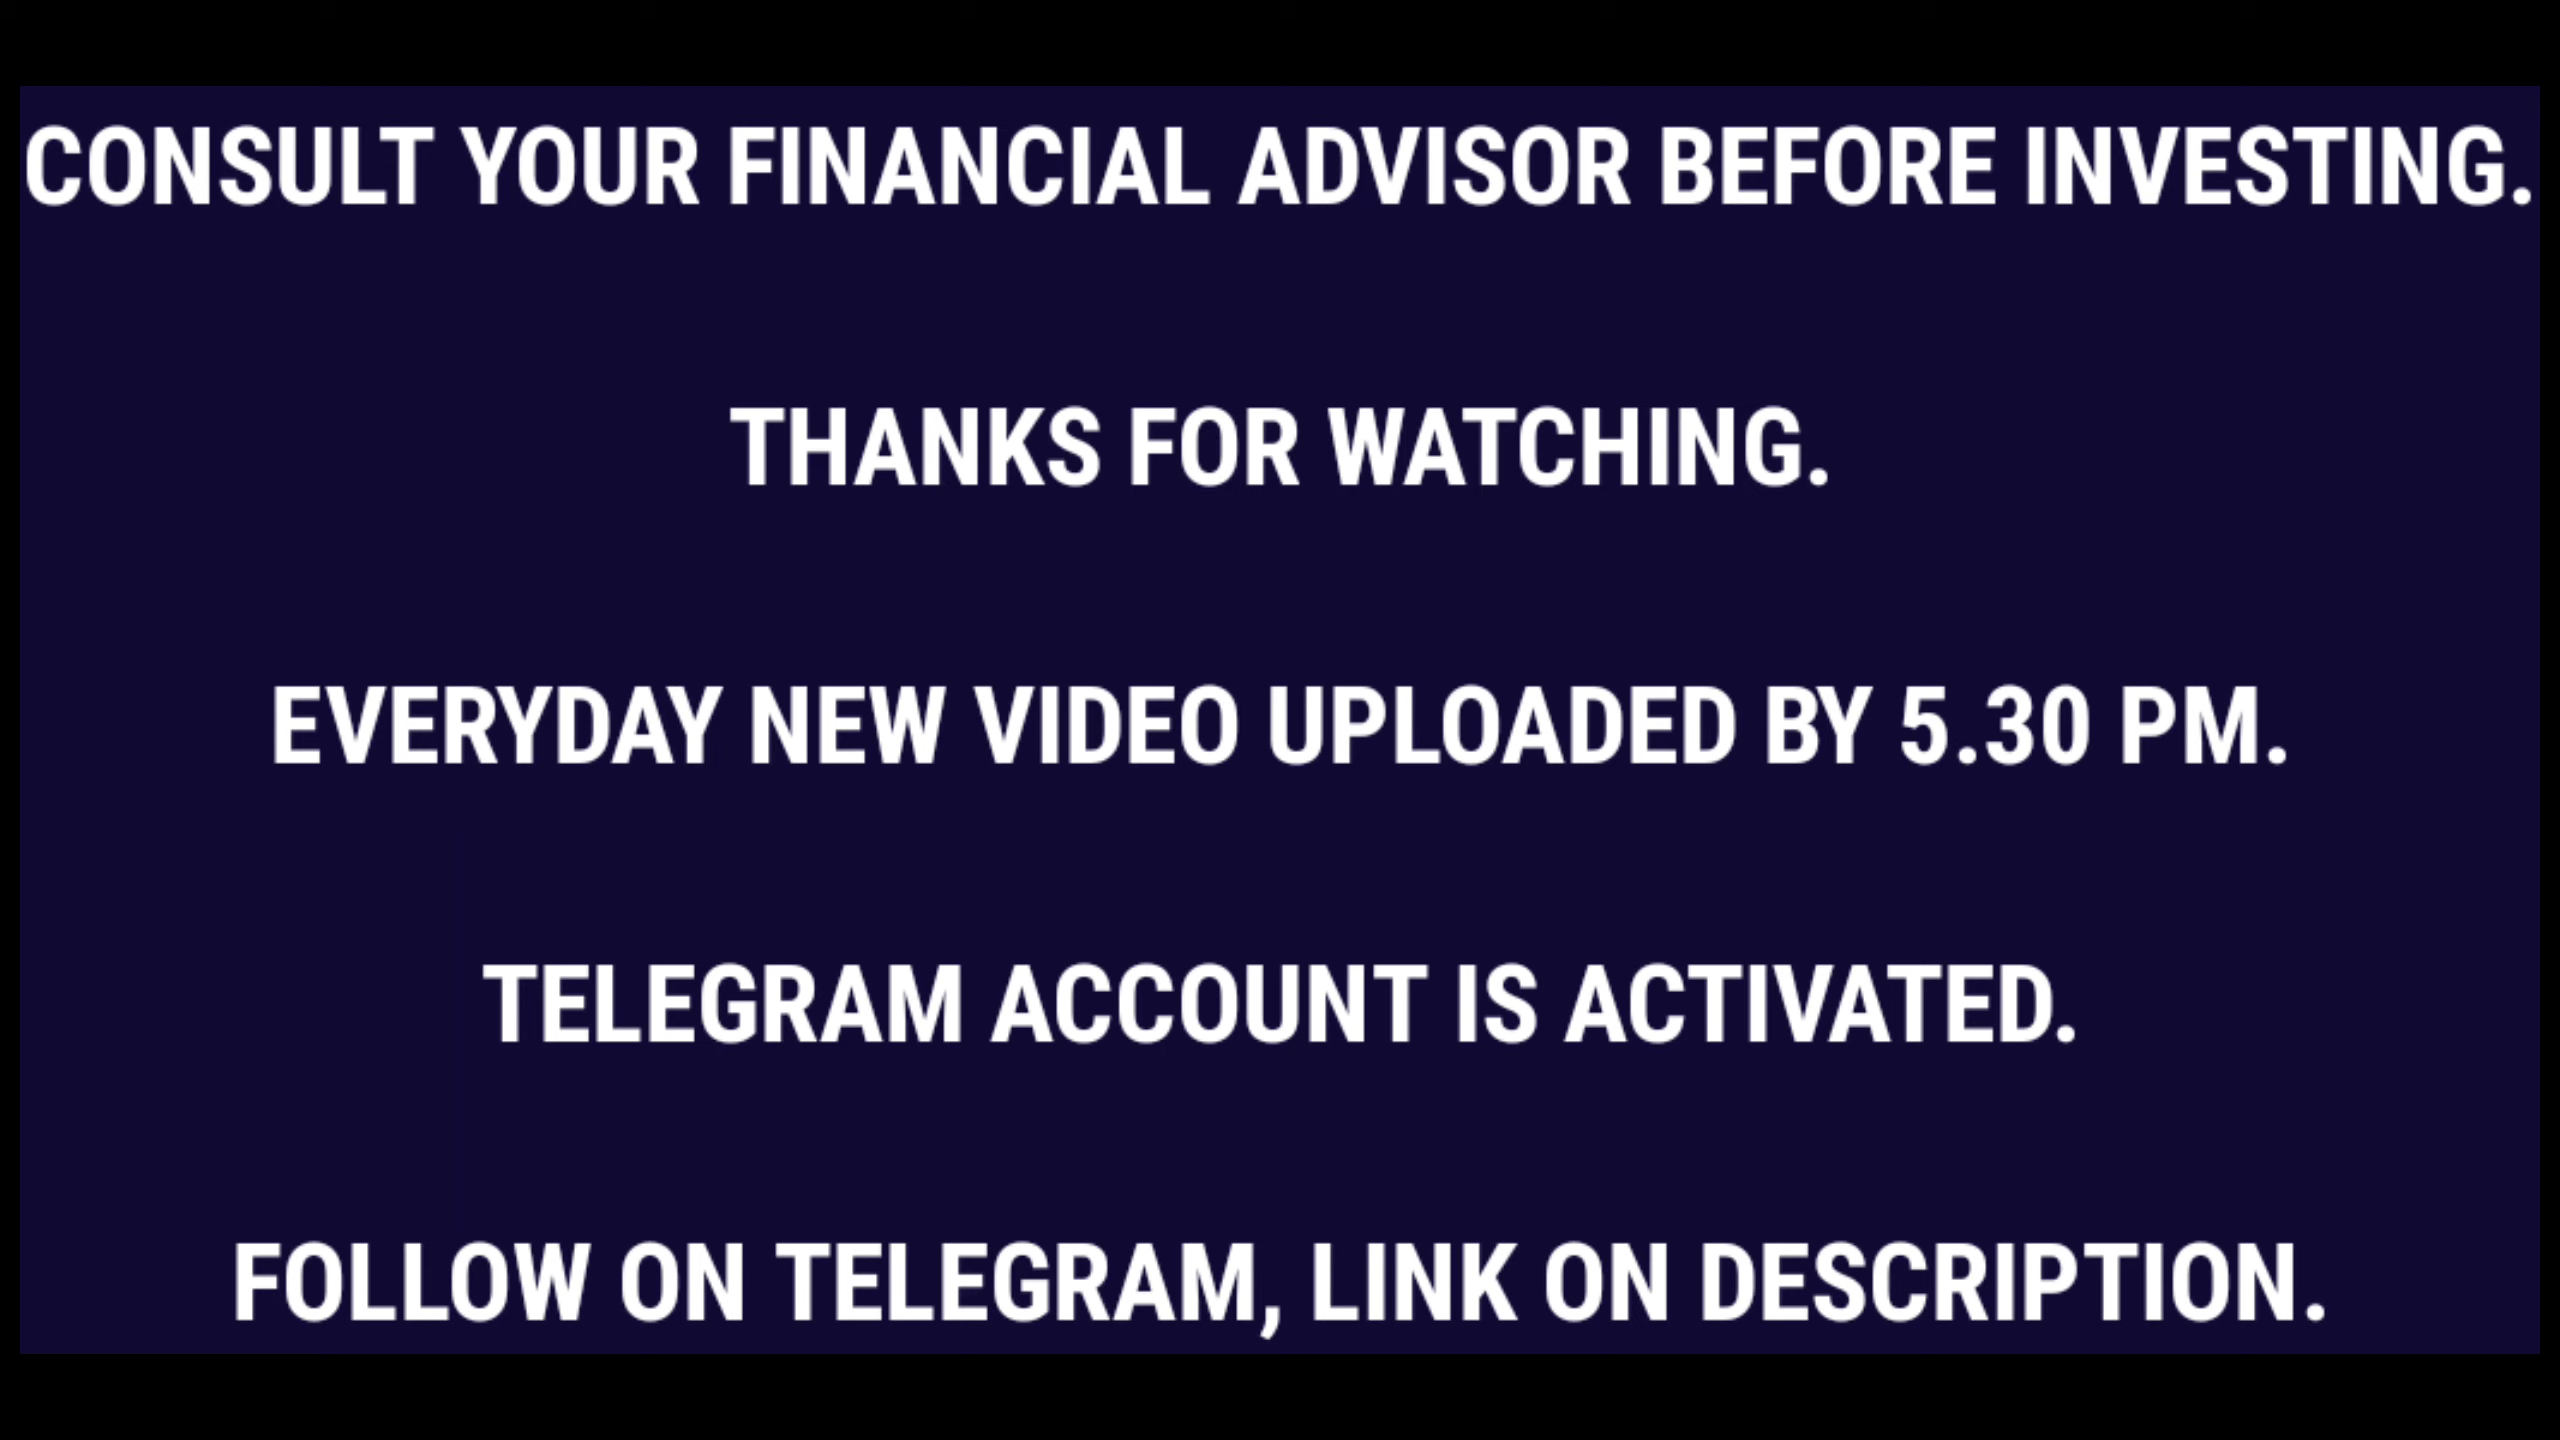 CONSULT YOUR FINANCIAL ADVISOR BEFORE INVESTING.
THANKS FOR WATCHING.
EVERYDAY NEW VIDEO UPLOADED BY 5.30 PM.
TELEGRAM ACCOUNT IS ACTIVATED.
FOLLOW ON TELEGRAM, LINK ON DESCRIPTION.